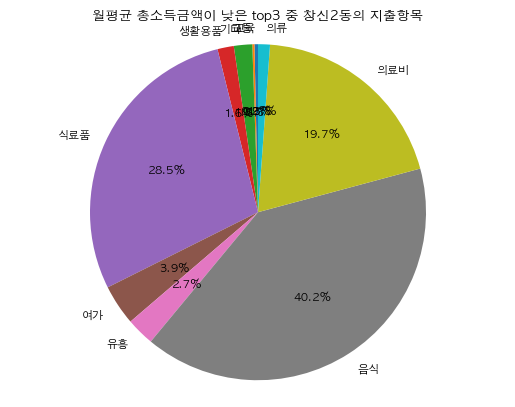 월평균 총소득금액이 낮은 top3 중 창신2동의 지출항목
생활용품
의류
의료비
식료품
19.7%
28.5%
3.9%
2.7%
40.2%
여가
유흥
음식